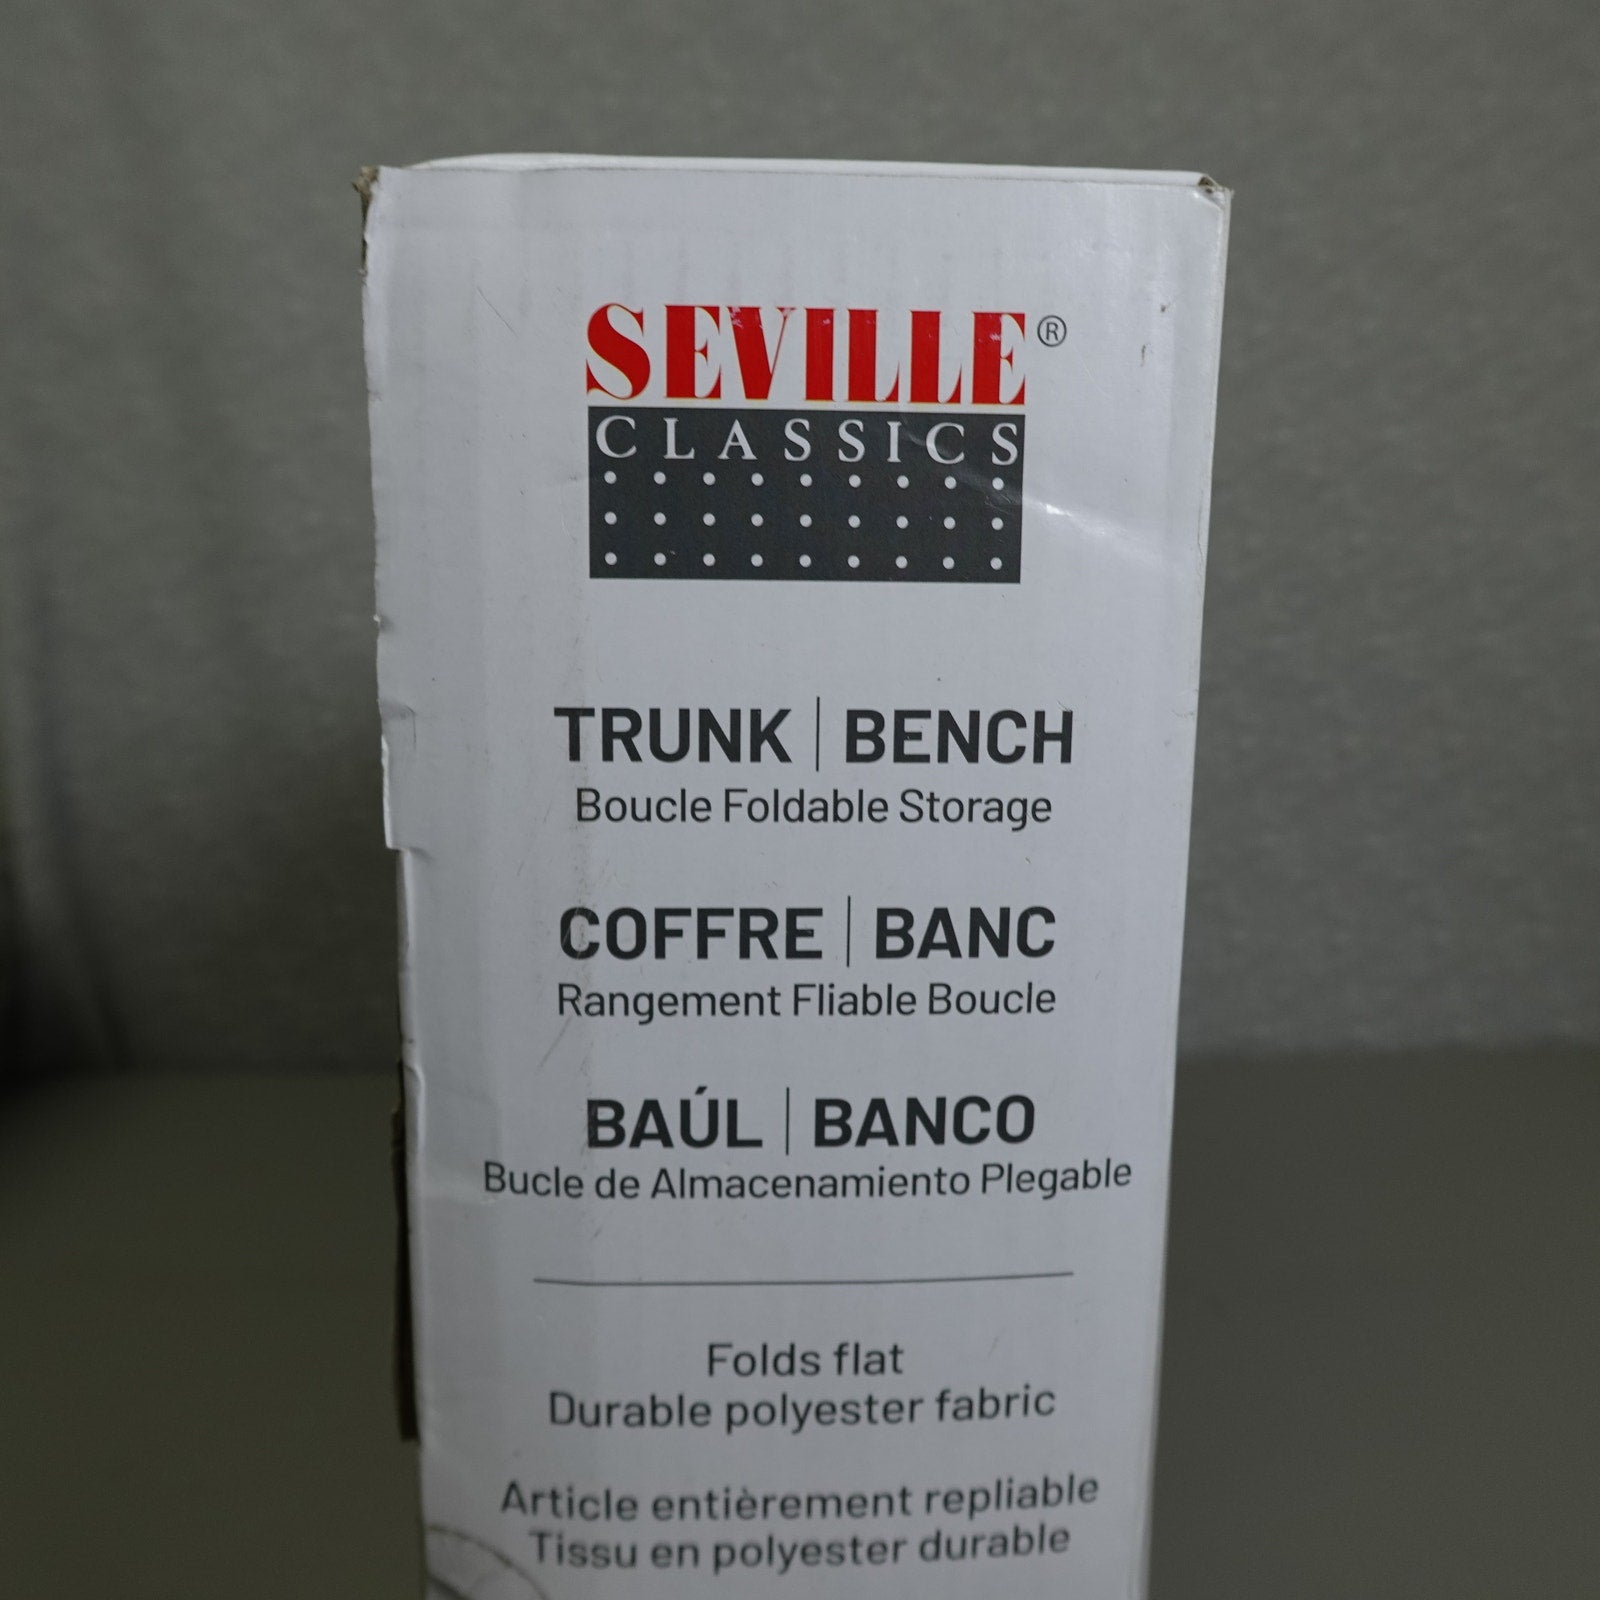 SEVILLE®
CLASSICS
TRUNK | BENCH
Boucle Foldable Storage
COFFRE | BANC
Rangement Fliable Boucle
BAÚL | BANCO
Bucle de Almacenamiento Plegable
Folds flat
Durable polyester fabric
Article entièrement repliable
Tissu en polyester durable